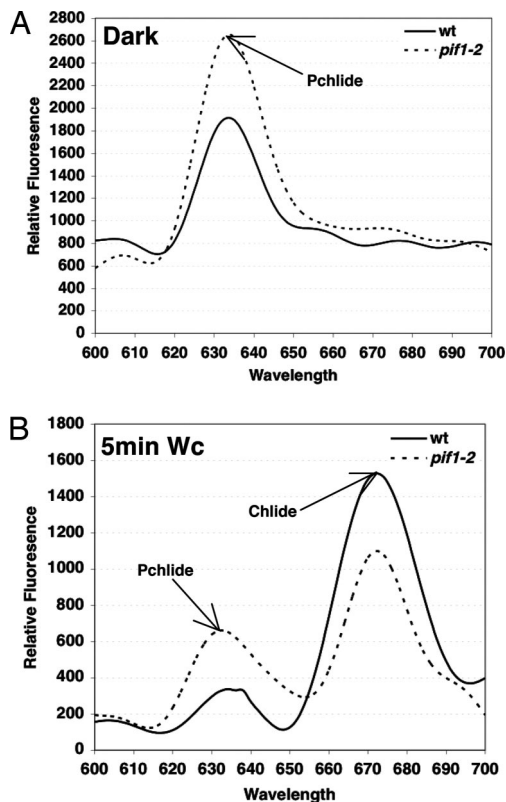 A
Dark
wt
pif1-2
Pchlide
Relative Fluoresence
2800
2600
2400
2200
2000
1800
1600
1400
1200
1000
800
600
400
200
0
600 610 620 630 640 650 660 670 680 690 700
Wavelength
B
5min Wc
wt
pif1-2
Chlide
Pchlide
Relative Fluoresence
1800
1600
1400
1200
1000
800
600
400
200
0
600 610 620 630 640 650 660 670 680 690 700
Wavelength